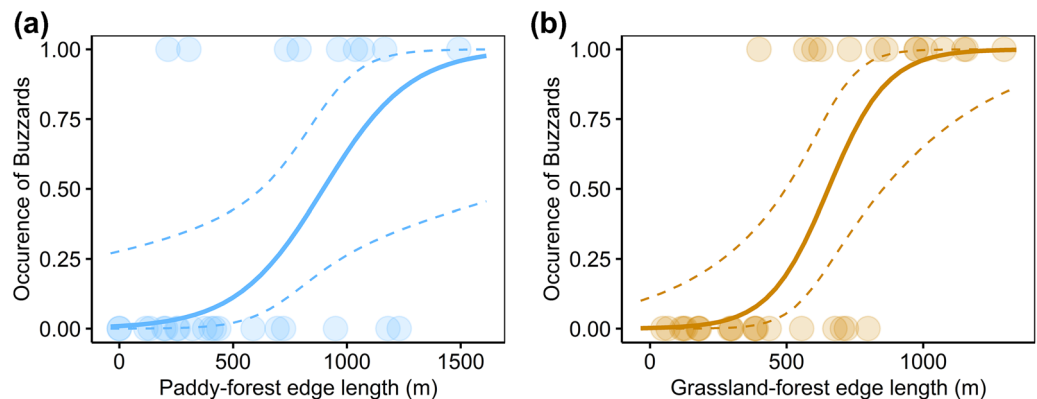 (a)
Occurence of Buzzards
1.00
0.75
0.50
0.25
0.00
0
500
1000
1500
Paddy-forest edge length (m)
(b)
Occurence of Buzzards
1.00
0.75
0.50
0.25
0.00
0
500
1000
Grassland-forest edge length (m)